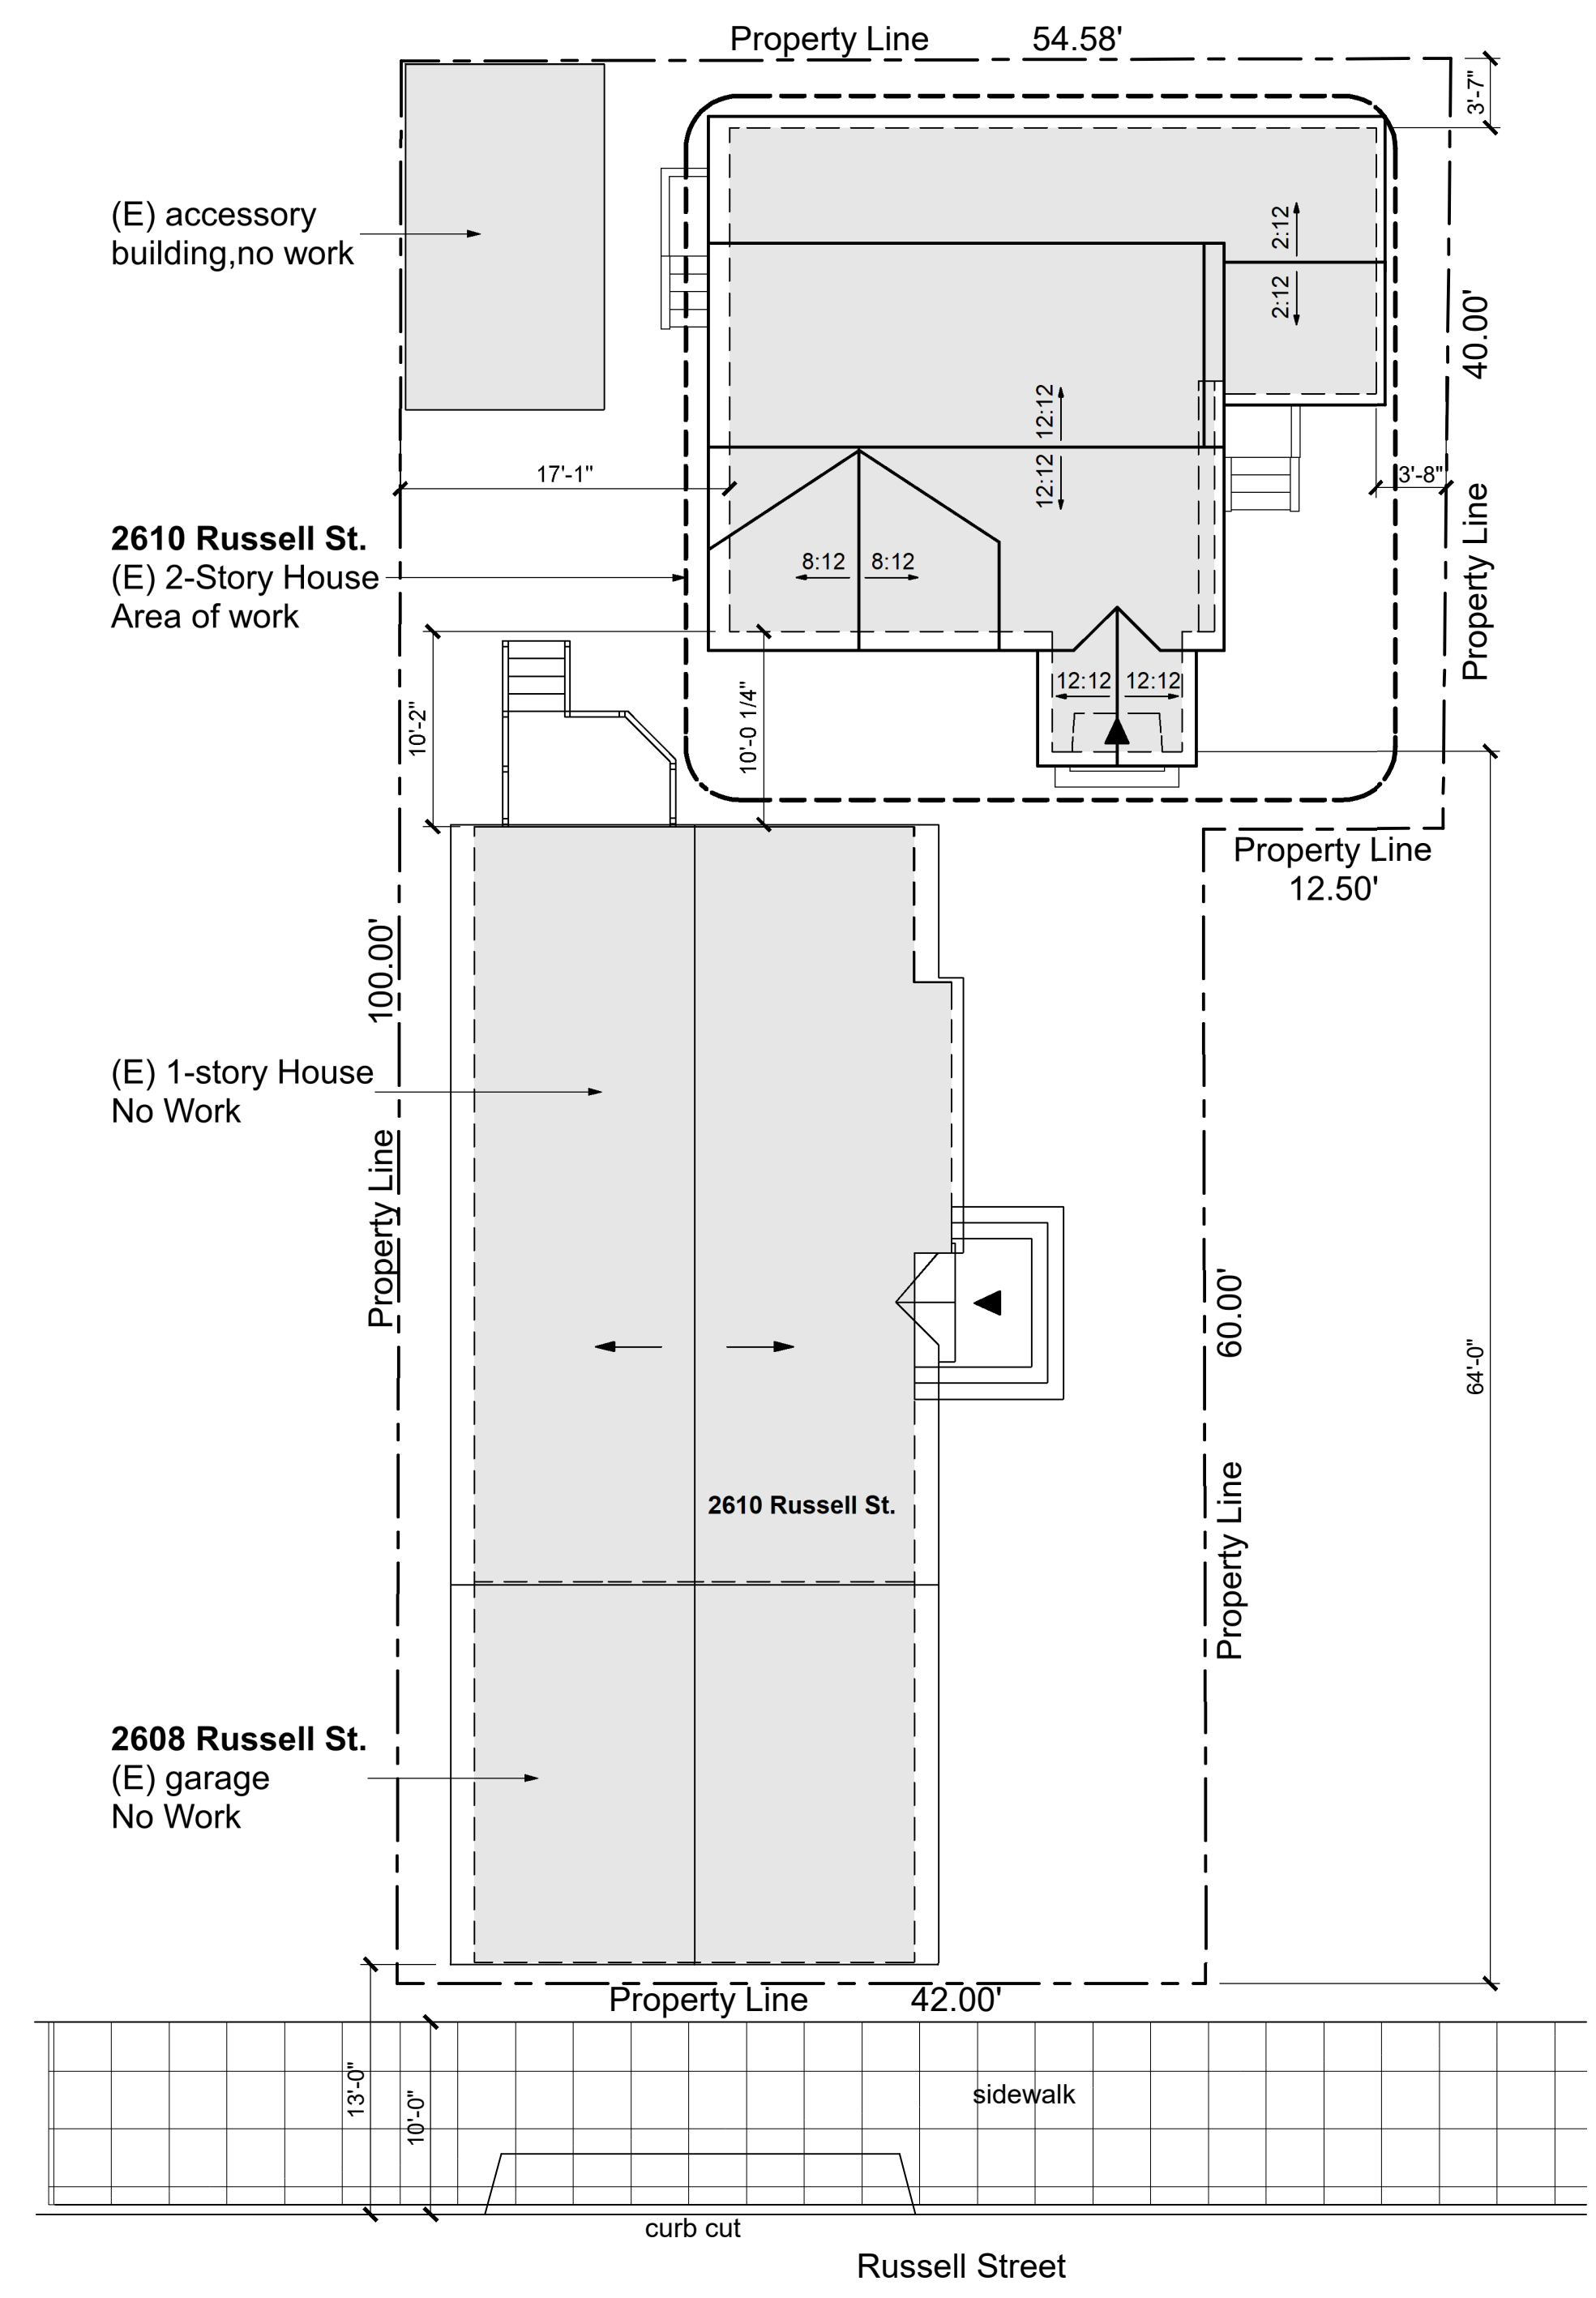 Property Line 54.58'
3'-7"
(E) accessory
building,no work
2:12
2:12
40.00'
12:12
12:12
17'-1"
3'-8"
Property Line
2610 Russell St.
(E) 2-Story House
Area of work
8:12 8:12
12:12 12:12
10'-2"
10'-0 1/4"
Property Line
12.50'
100.00'
(E) 1-story House
No Work
Property Line
60.00'
64'-0"
2610 Russell St.
Property Line
2608 Russell St.
(E) garage
No Work
Property Line 42.00'
13'-0"
10'-0"
sidewalk
curb cut
Russell Street